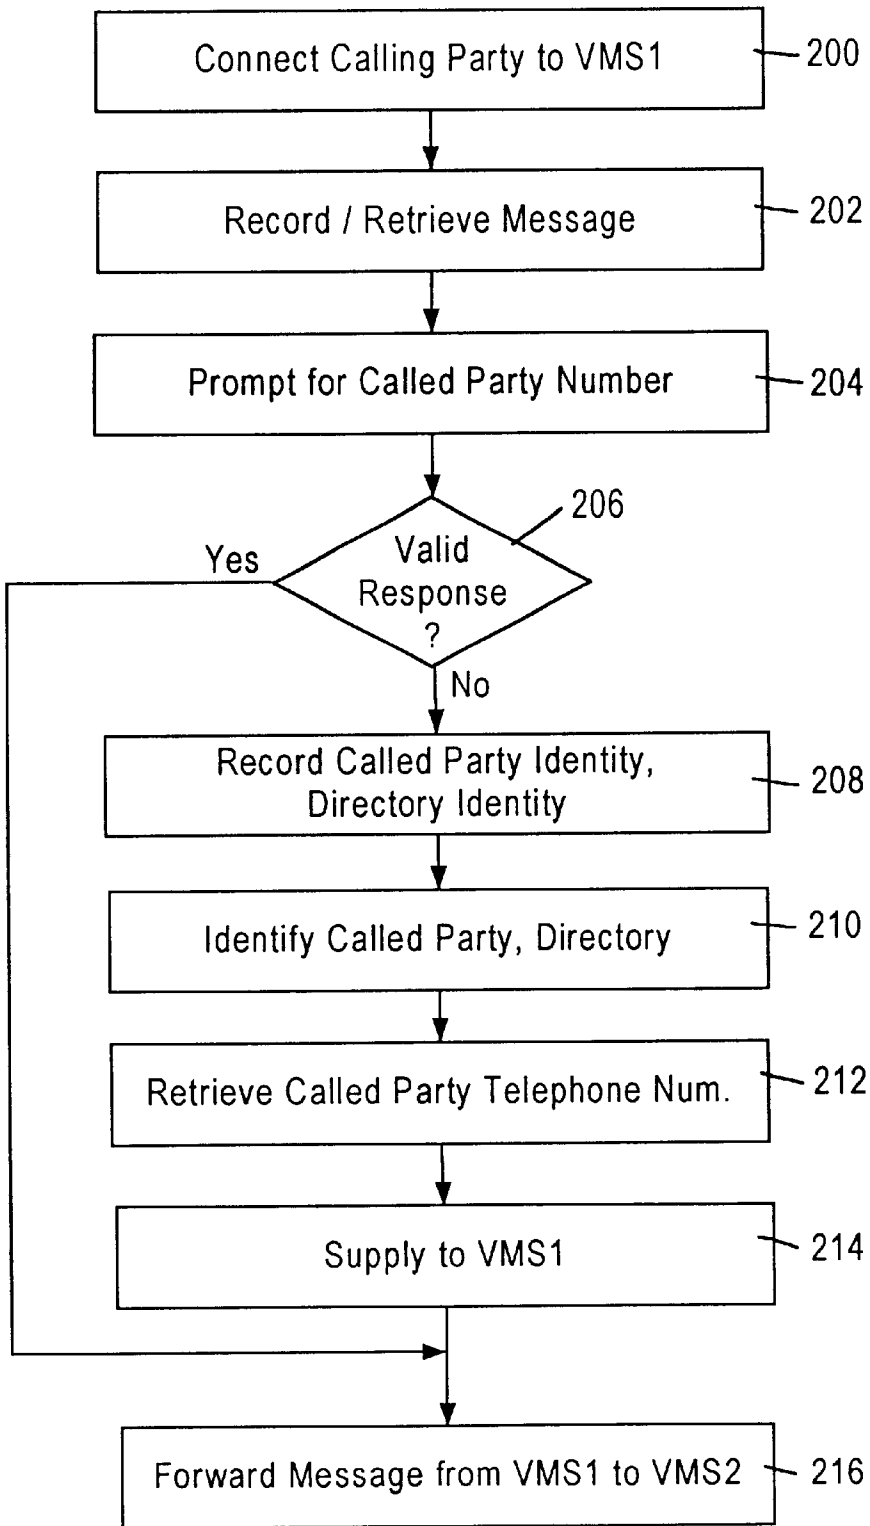 Connect Calling Party to VMS1
200
Record / Retrieve Message
202
Prompt for Called Party Number
204
206
Valid
Response
?
Yes
No
Record Called Party Identity,
Directory Identity
208
Identify Called Party, Directory
210
Retrieve Called Party Telephone Num.
212
Supply to VMS1
214
Forward Message from VMS1 to VMS2
216